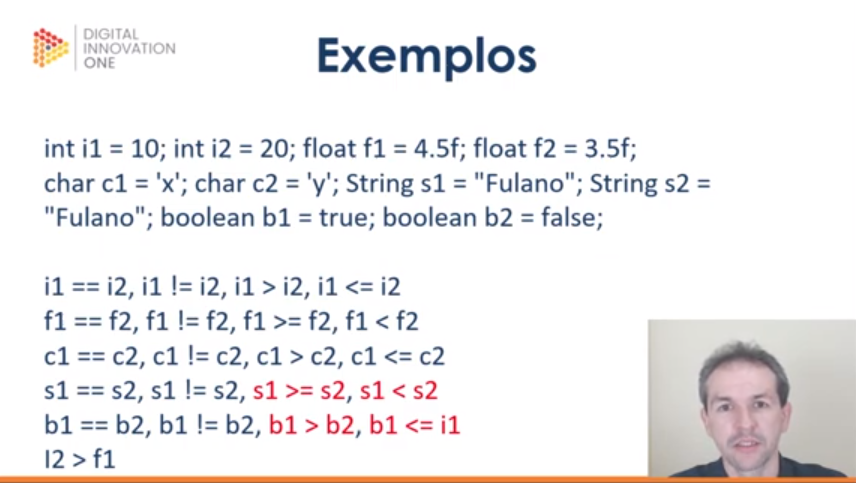 DIGITAL
INNOVATION
ONE
Exemplos
int i1 = 10; int i2 = 20; float f1 = 4.5f; float f2 = 3.5f;
char c1 = 'x'; char c2 = 'y'; String s1 = "Fulano"; String s2 =
"Fulano"; boolean b1 = true; boolean b2 = false;
i1 == i2, i1 != i2, i1 > i2, i1 <= i2
f1 == f2, f1 != f2, f1 >= f2, f1 < f2
c1 == c2, c1 != c2, c1 > c2, c1 <= c2
s1 == s2, s1 != s2, s1 >= s2, s1 < s2
b1 == b2, b1 != b2, b1 > b2, b1 <= i1
I2 > f1